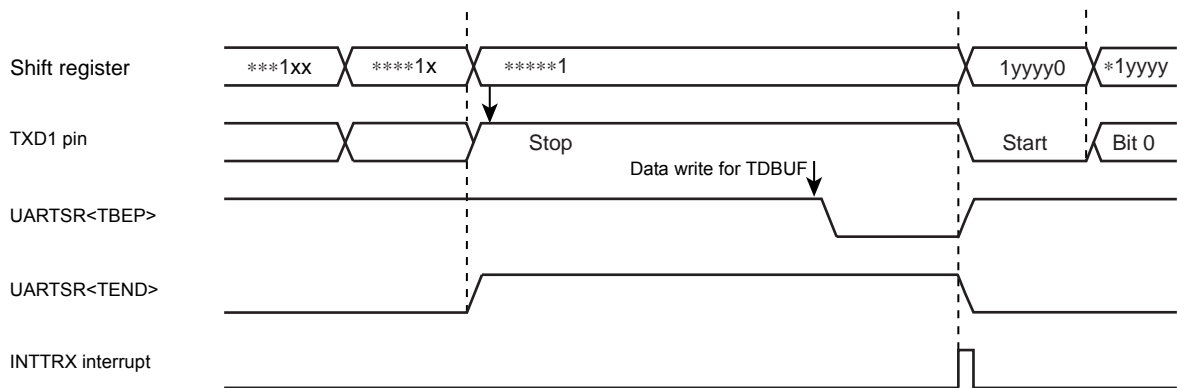 Shift register ***1xx ****1x *****1 1yyyy0 *1yyyy
TXD1 pin Stop Start Bit 0
Data write for TDBUF
UARTSR<TBEP>
UARTSR<TEND>
INTTRX interrupt